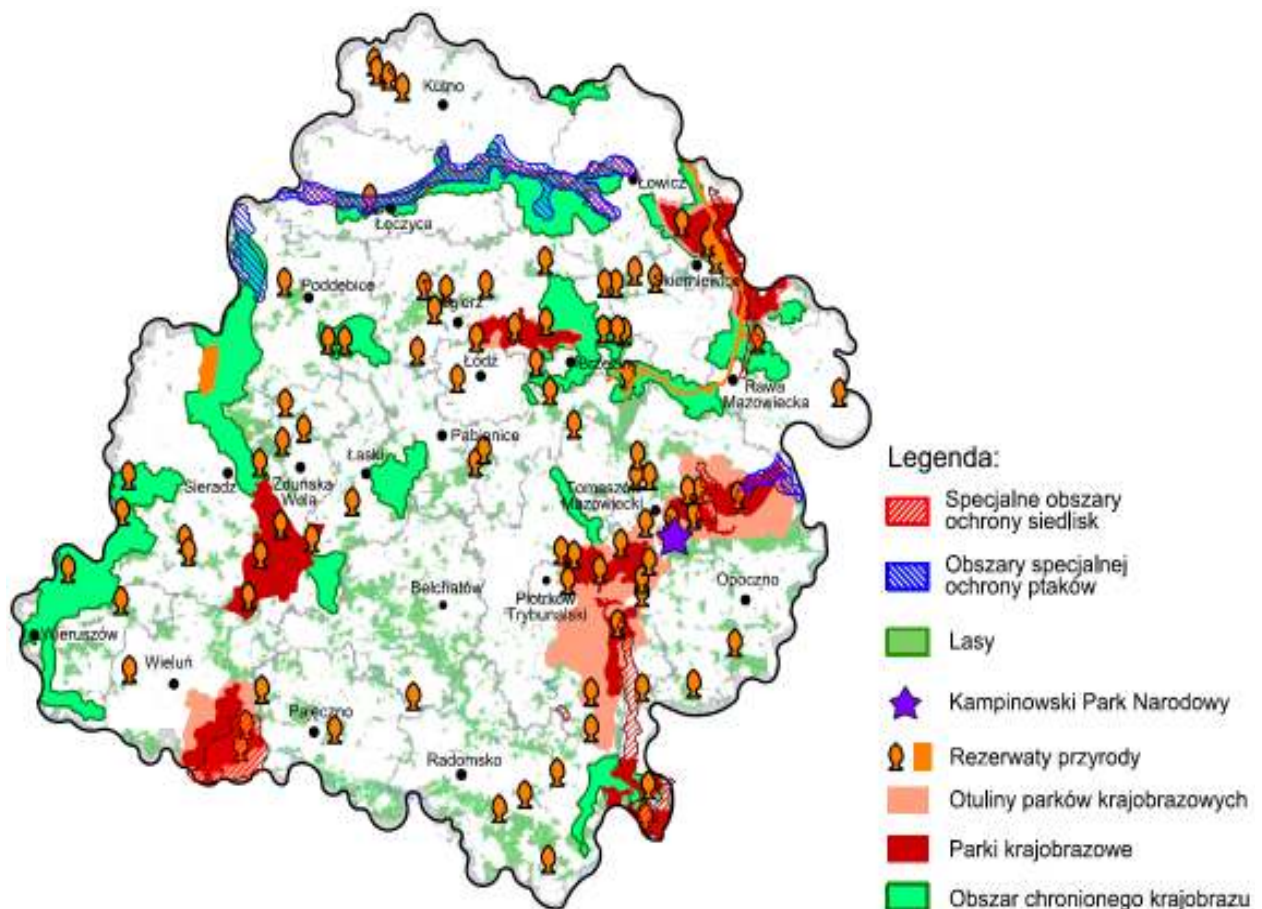 Kutno
Łowicz
Łęczyca
Skierniewice
Poddębice
Zgierz
Łódź
Brzeziny
Rawa
Mazowiecka
Pabianice
Łask
Sieradz
Zduńska
Wola
Tomaszów
Mazowiecki
Opoczno
Bełchatów
Piotrków
Trybunalski
Wieruszów
Wieluń
Pajęczno
Radomsko
Legenda:
Specjalne obszary
ochrony siedlisk
Obszary specjalnej
ochrony ptaków
Lasy
Kampinowski Park Narodowy
Rezerwaty przyrody
Otuliny parków krajobrazowych
Parki krajobrazowe
Obszar chronionego krajobrazu